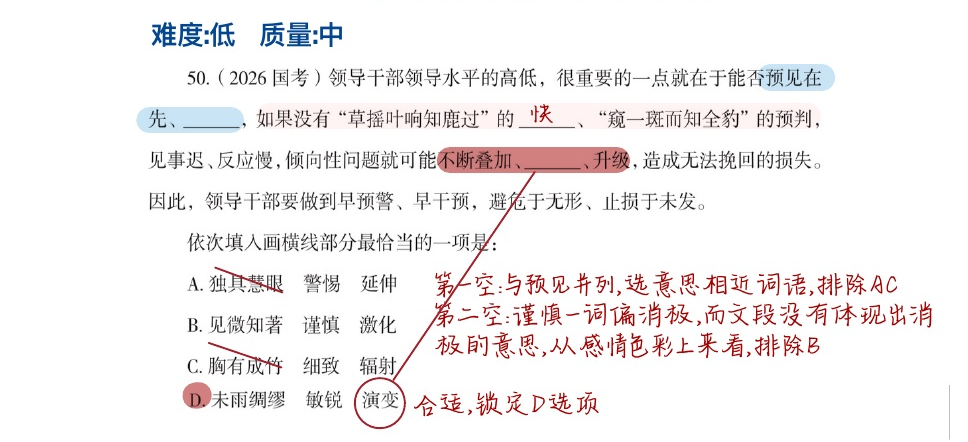 难度:低　质量:中
50.（2026 国考）领导干部领导水平的高低，很重要的一点就在于能否预见在
先、______，如果没有“草摇叶响知鹿过”的 快 、“窥一斑而知全豹”的预判，
见事迟、反应慢，倾向性问题就可能不断叠加、______、升级，造成无法挽回的损失。
因此，领导干部要做到早预警、早干预，避危于无形、止损于未发。
依次填入画横线部分最恰当的一项是：
A. 独具慧眼　警惕　延伸
第一空:与预见并列,选意思相近词语,排除AC
B. 见微知著　谨慎　激化
第二空:谨慎一词偏消极,而文段没有体现出消
极的意思,从感情色彩上来看,排除B
C. 胸有成竹　细致　辐射
D. 未雨绸缪　敏锐　演变
合适,锁定D选项